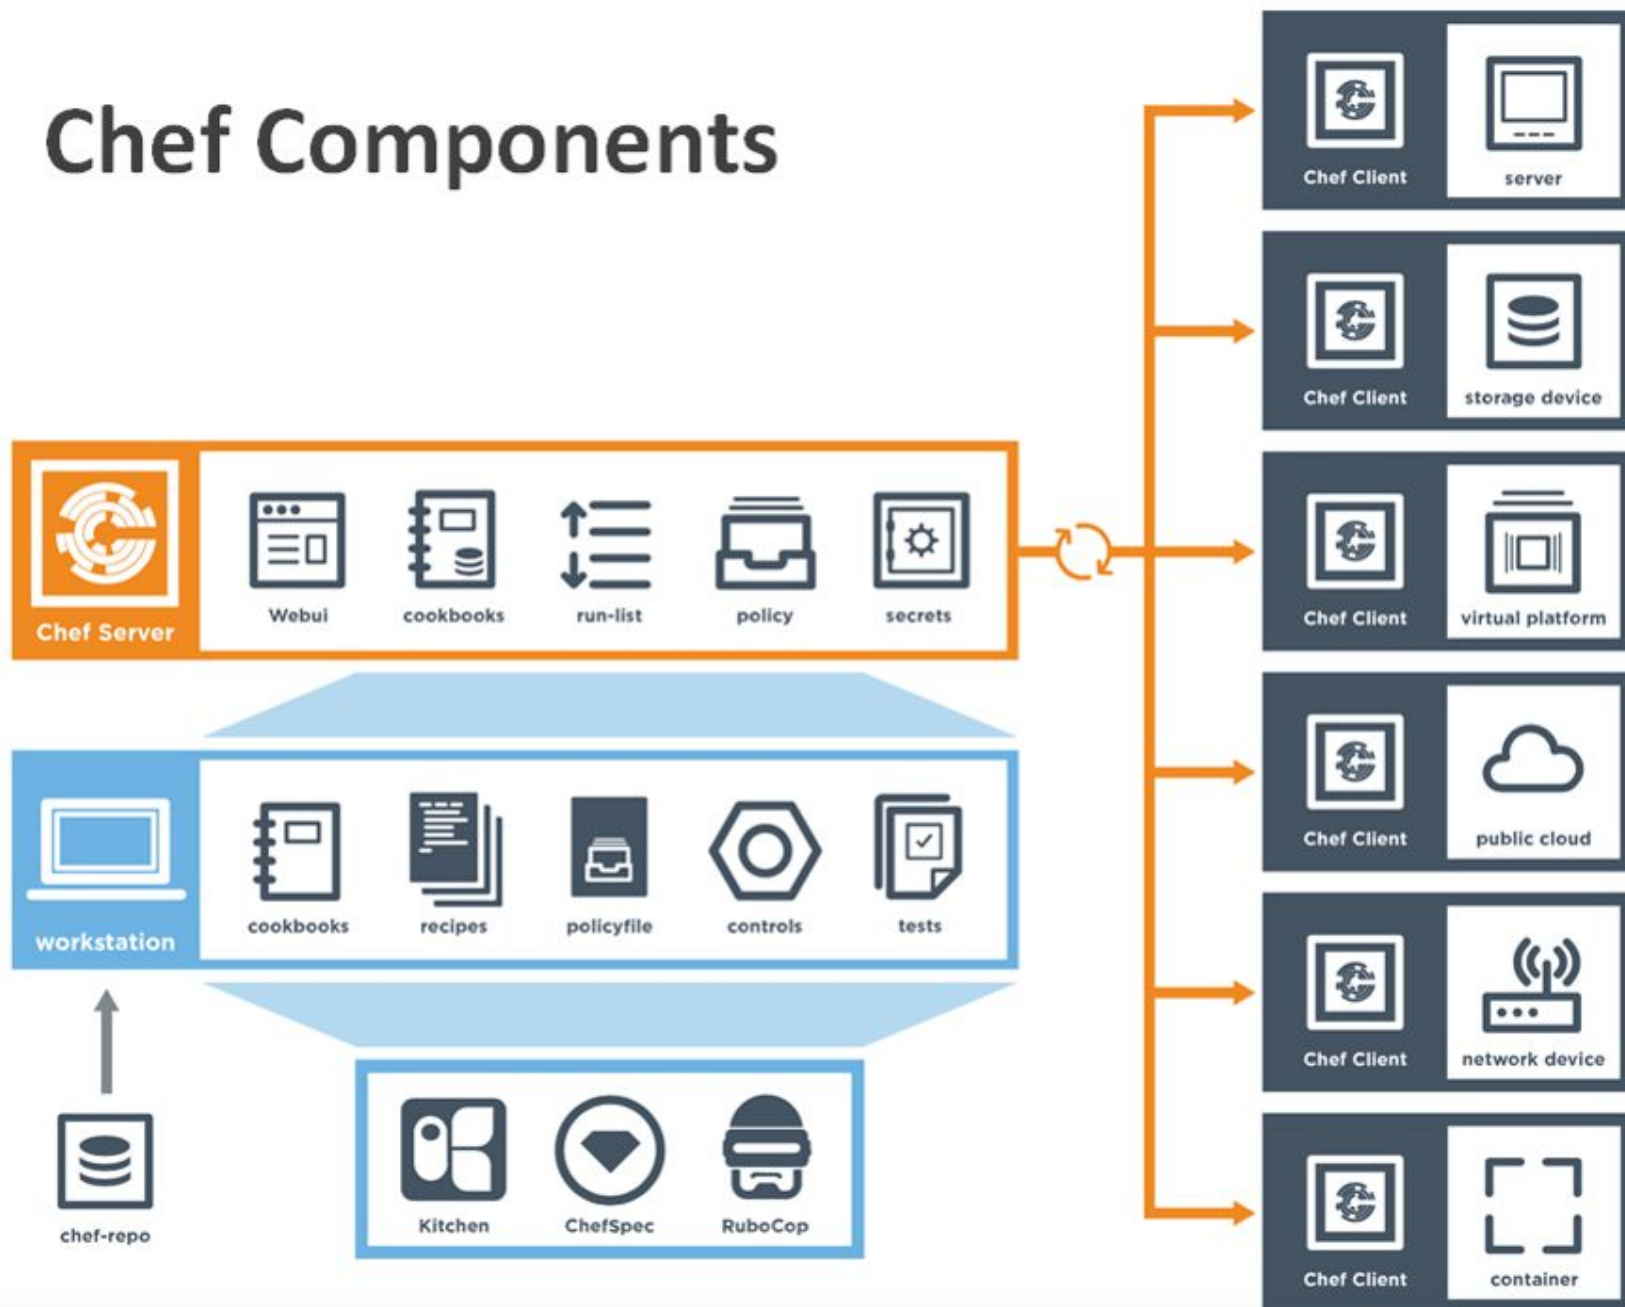 Chef Components
Chef Client
server
Chef Client
storage device
Chef Server
Webui
cookbooks
run-list
policy
secrets
Chef Client
virtual platform
workstation
cookbooks
recipes
policyfile
controls
tests
Chef Client
public cloud
Chef Client
network device
chef-repo
Kitchen
ChefSpec
RuboCop
Chef Client
container